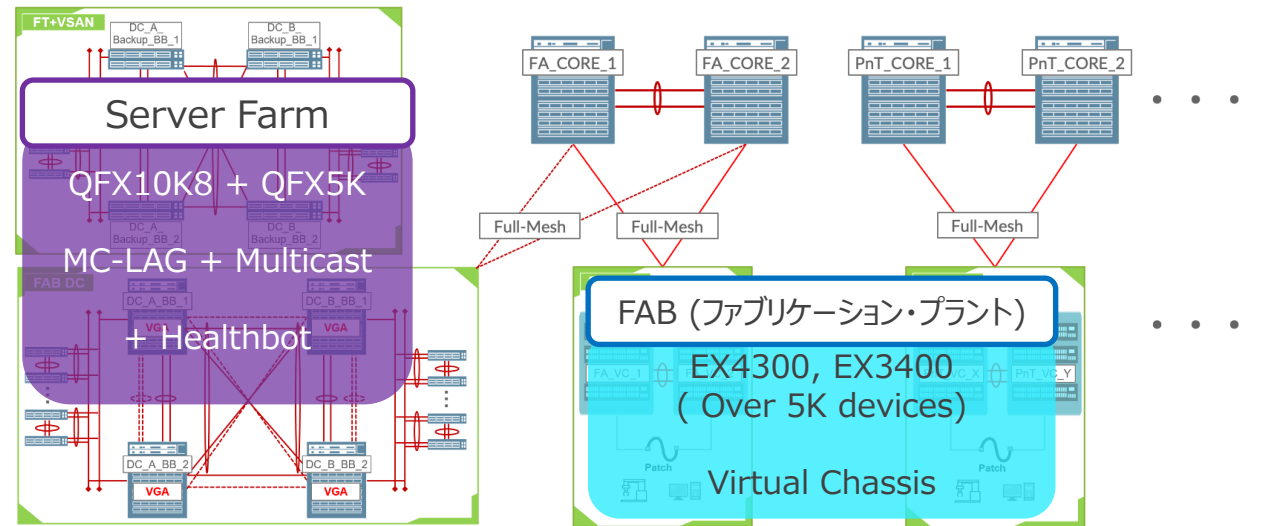 FT+VSAN
DC_A_
Backup_BB_1
DC_B_
Backup_BB_1
Server Farm
QFX10K8 + QFX5K
DC_A_
Backup_BB_2
DC_B_
Backup_BB_2
MC-LAG + Multicast
FAB DC
DC_A_BB_1
DC_B_BB_1
VGA
VGA
+ Healthbot
DC_A_BB_2
DC_B_BB_2
VGA
VGA
FA_CORE_1
FA_CORE_2
PnT_CORE_1
PnT_CORE_2
Full-Mesh
Full-Mesh
Full-Mesh
FAB (ファブリケーション・プラント)
EX4300, EX3400
( Over 5K devices)
FA_VC_1
PnT_VC_Y
Patch
Patch
Virtual Chassis